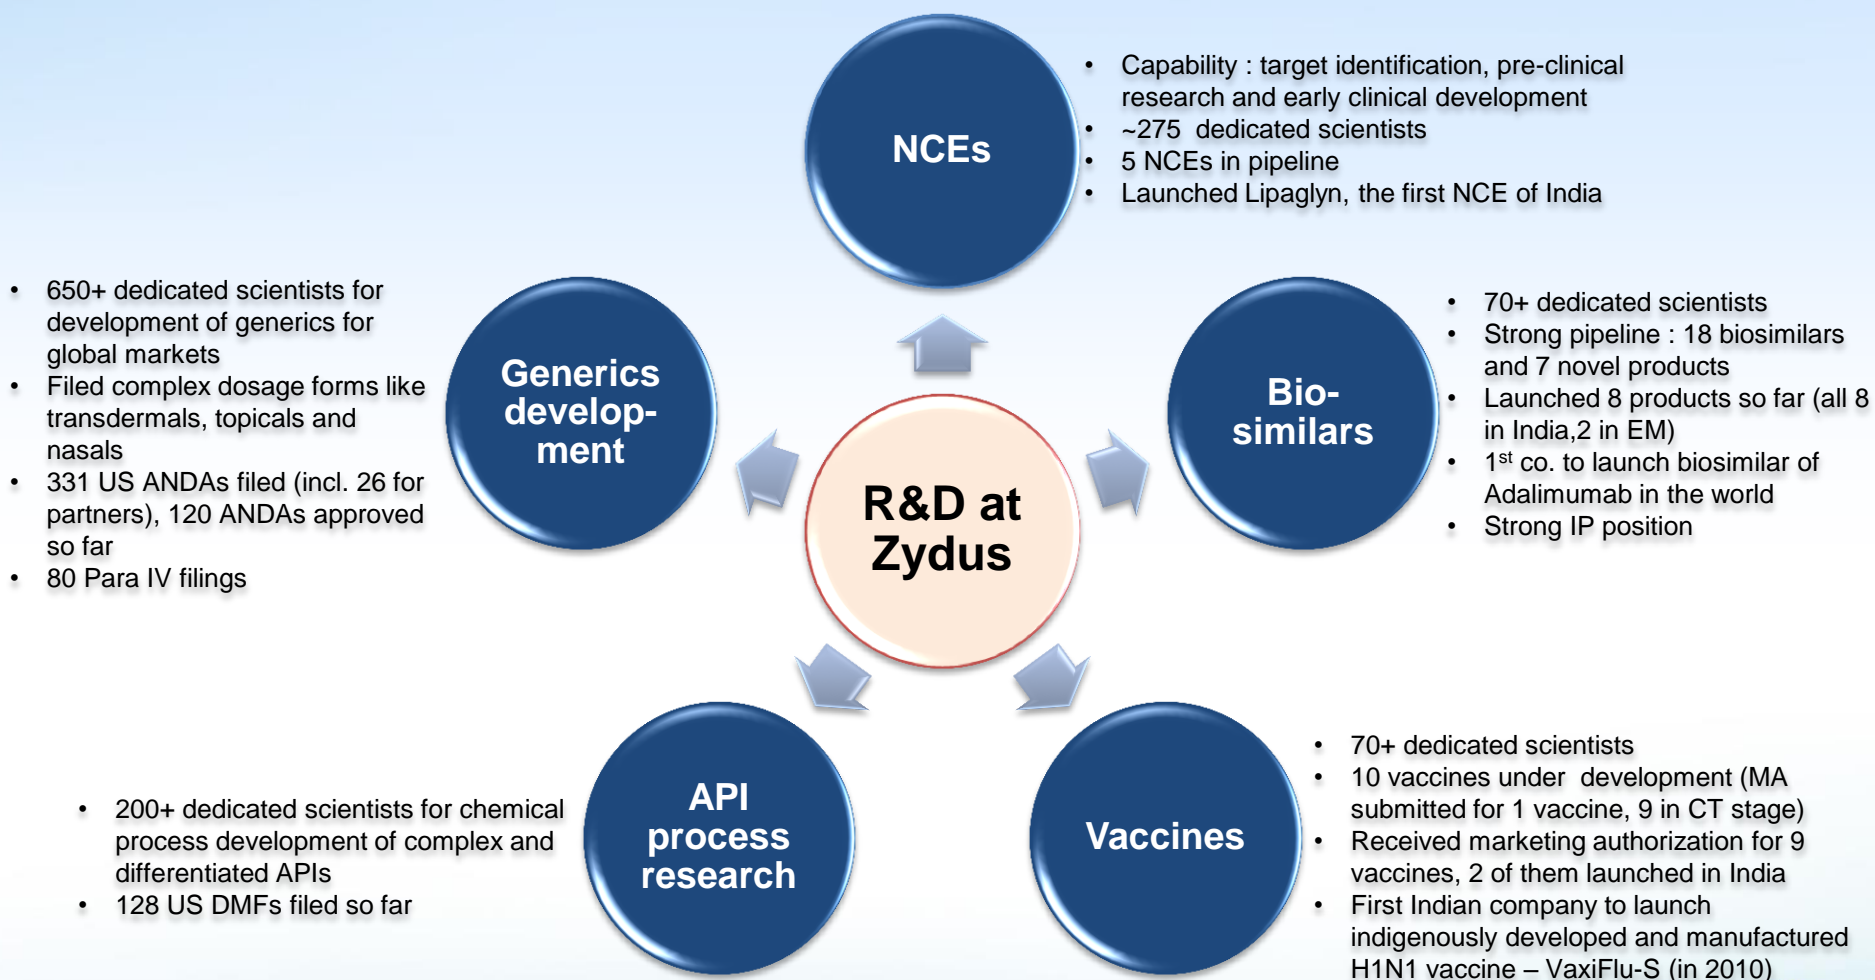 NCEs
• Capability : target identification, pre-clinical
research and early clinical development
• ~275 dedicated scientists
• 5 NCEs in pipeline
• Launched Lipaglyn, the first NCE of India
• 650+ dedicated scientists for
development of generics for
global markets
• Filed complex dosage forms like
transdermals, topicals and
nasals
• 331 US ANDAs filed (incl. 26 for
partners), 120 ANDAs approved
so far
• 80 Para IV filings
Generics
develop-
ment
Bio-
similars
• 70+ dedicated scientists
• Strong pipeline : 18 biosimilars
and 7 novel products
• Launched 8 products so far (all 8
in India,2 in EM)
• 1st co. to launch biosimilar of
Adalimumab in the world
• Strong IP position
R&D at
Zydus
• 200+ dedicated scientists for chemical
process development of complex and
differentiated APIs
• 128 US DMFs filed so far
API
process
research
Vaccines
• 70+ dedicated scientists
• 10 vaccines under development (MA
submitted for 1 vaccine, 9 in CT stage)
• Received marketing authorization for 9
vaccines, 2 of them launched in India
• First Indian company to launch
indigenously developed and manufactured
H1N1 vaccine – VaxiFlu-S (in 2010)